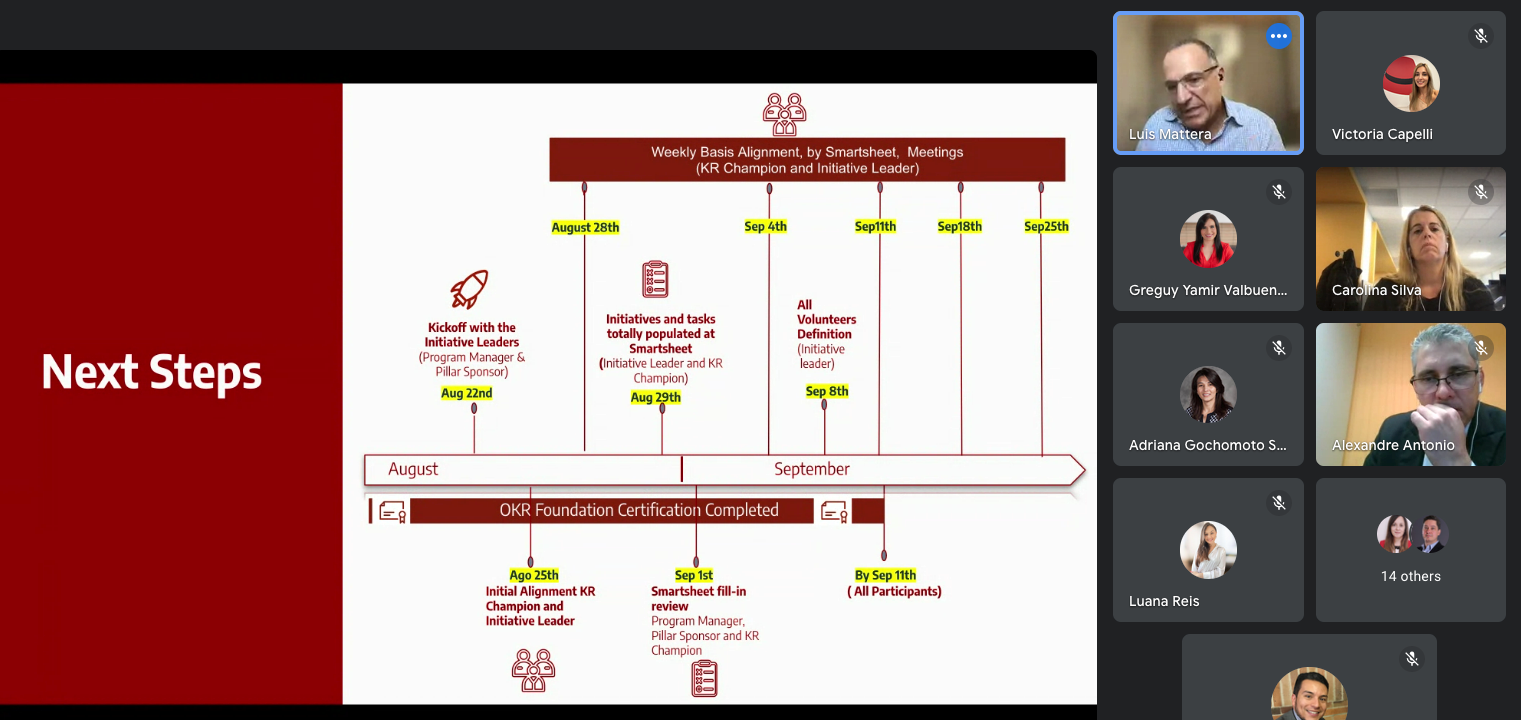 Next Steps
Weekly Basis Alignment, by Smartsheet, Meetings
(KR Champion and Initiative Leader)
August 28th
Sep 4th
Sep11th
Sep18th
Sep25th
Kickoff with the
Initiative Leaders
(Program Manager &
Pillar Sponsor)
Aug 22nd
Initiatives and tasks
totally populated at
Smartsheet
(Initiative Leader and KR
Champion)
Aug 29th
All
Volunteers
Definition
(Initiative
leader)
Sep 8th
August
September
OKR Foundation Certification Completed
Ago 25th
Initial Alignment KR
Champion and
Initiative Leader
Sep 1st
Smartsheet fill-in
review
Program Manager,
Pillar Sponsor and KR
Champion
By Sep 11th
( All Participants)
Luis Mattera
Victoria Capelli
Greguy Yamir Valbuen...
Carolina Silva
Adriana Gochomoto S...
Alexandre Antonio
Luana Reis
14 others